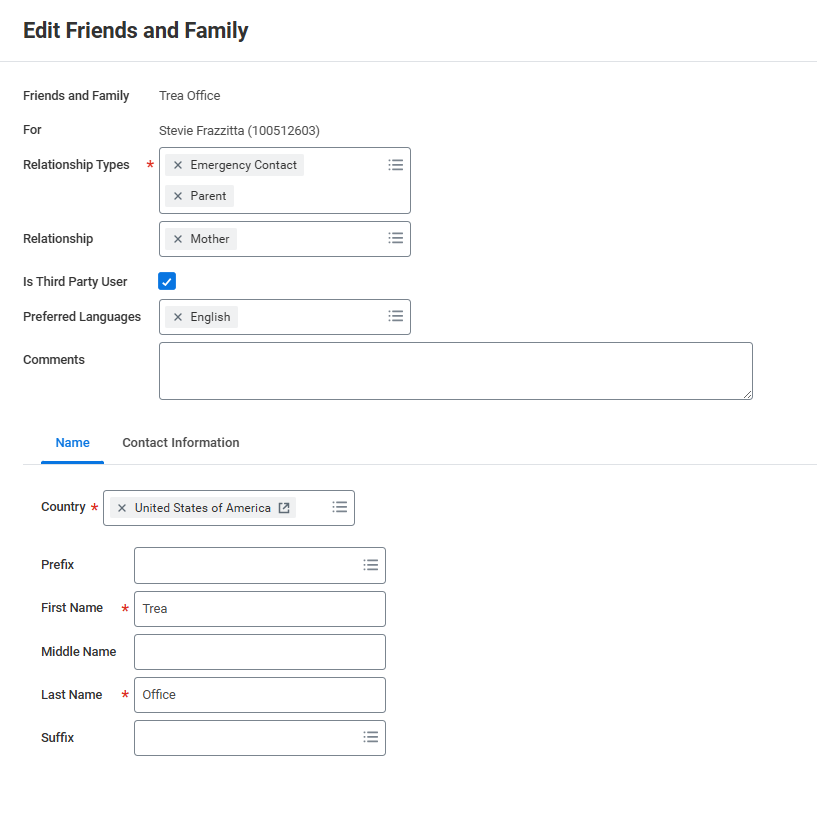 Edit Friends and Family
Friends and Family Trea Office
For Stevie Frazzitta (100512603)
Relationship Types * × Emergency Contact
× Parent
Relationship × Mother
Is Third Party User
Preferred Languages × English
Comments
Name Contact Information
Country * × United States of America
Prefix
First Name * Trea
Middle Name
Last Name * Office
Suffix